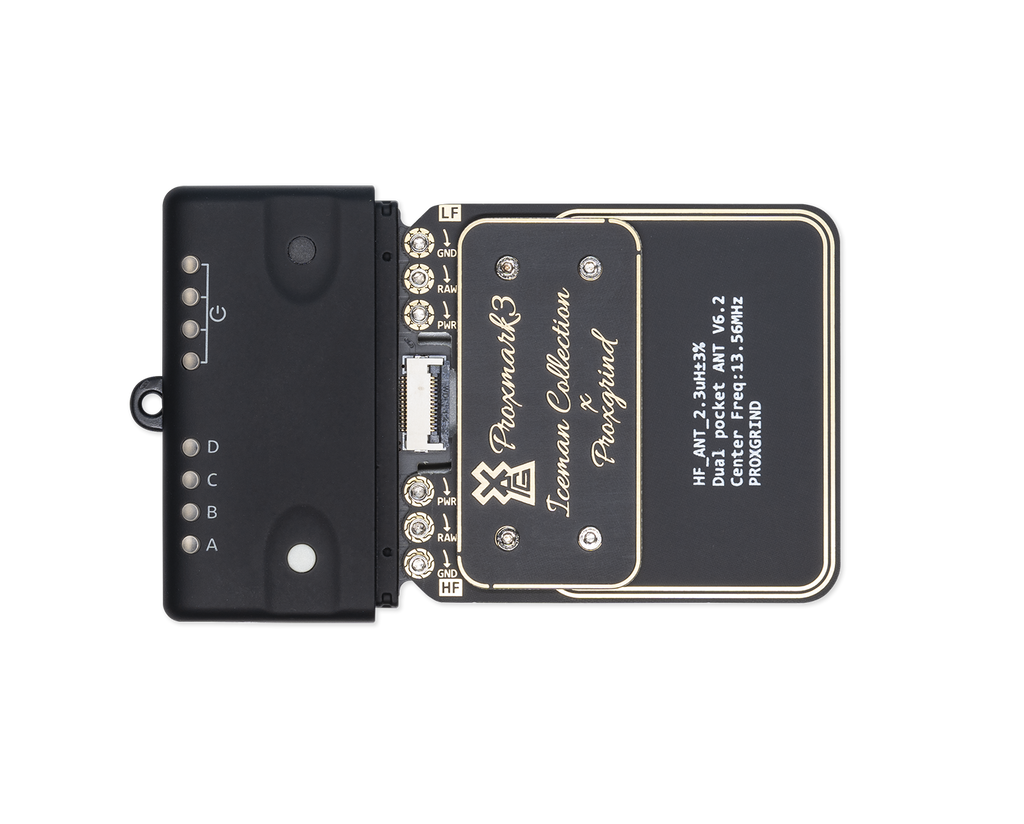 D
C
B
A
LF
GND
RAW
PWR
PWR
RAW
GND
HF
Proxmark3
Iceman Collection
x
Proxgrind
HF_ANT_2.3uH±3%
Dual pocket ANT V6.2
Center Freq:13.56MHz
PROXGRIND